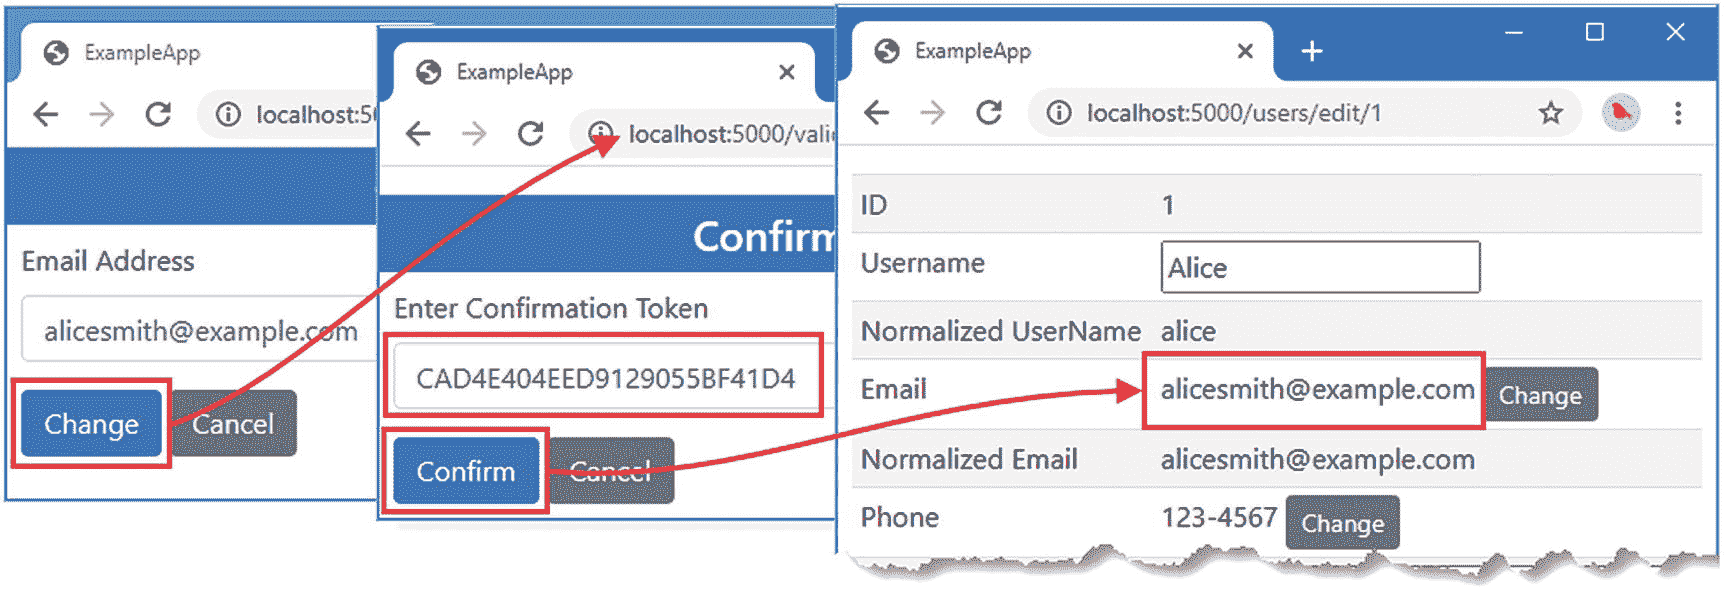 ExampleApp
localhost:50
Email Address
alicesmith@example.com
Change
Cancel
ExampleApp
localhost:5000/vali
Confirm
Enter Confirmation Token
CAD4E404EED9129055BF41D4
Confirm
Cancel
ExampleApp
localhost:5000/users/edit/1
ID 1
Username Alice
Normalized UserName alice
Email alicesmith@example.com Change
Normalized Email alicesmith@example.com
Phone 123-4567 Change